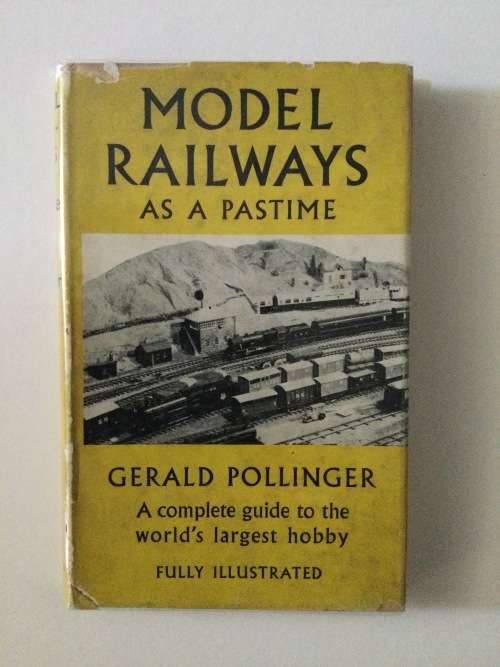 MODEL
RAILWAYS
AS A PASTIME
GERALD POLLINGER
A complete guide to the
world's largest hobby
FULLY ILLUSTRATED